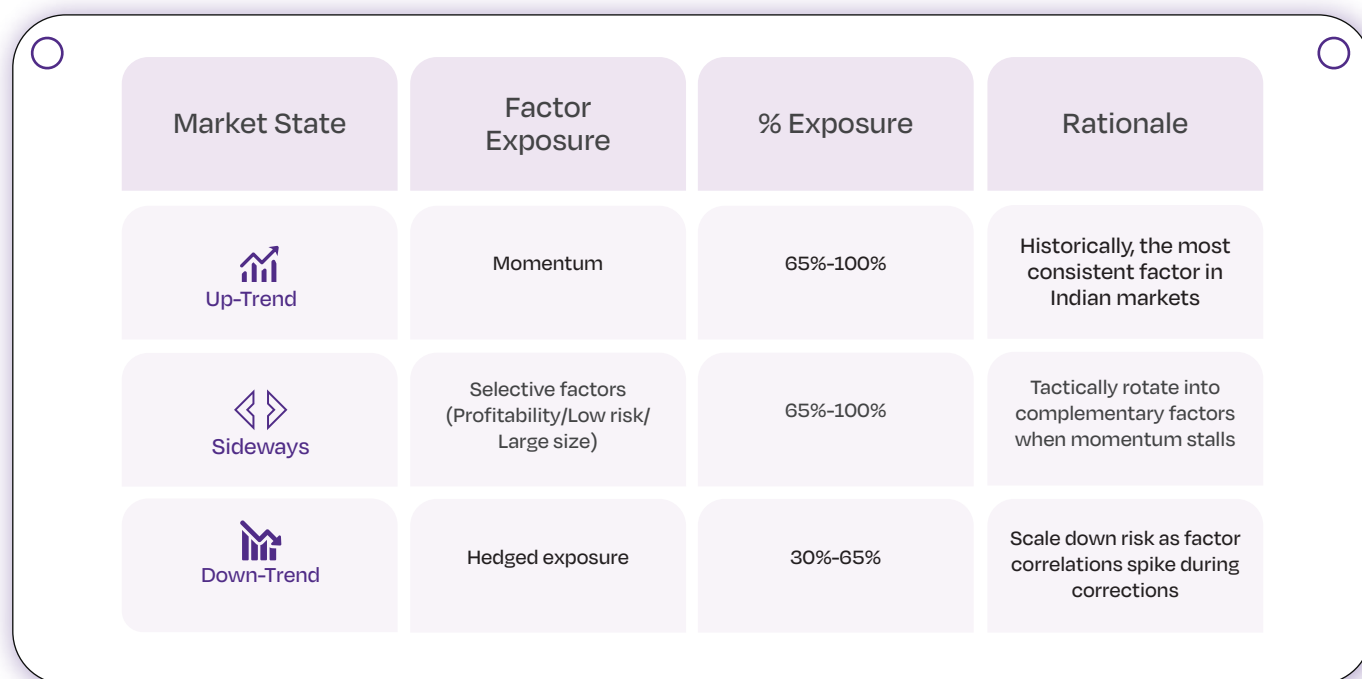 Market State
Factor
Exposure
% Exposure
Rationale
Up-Trend
Momentum
65%-100%
Historically, the most
consistent factor in
Indian markets
Sideways
Selective factors
(Profitability/Low risk/
Large size)
65%-100%
Tactically rotate into
complementary factors
when momentum stalls
Down-Trend
Hedged exposure
30%-65%
Scale down risk as factor
correlations spike during
corrections